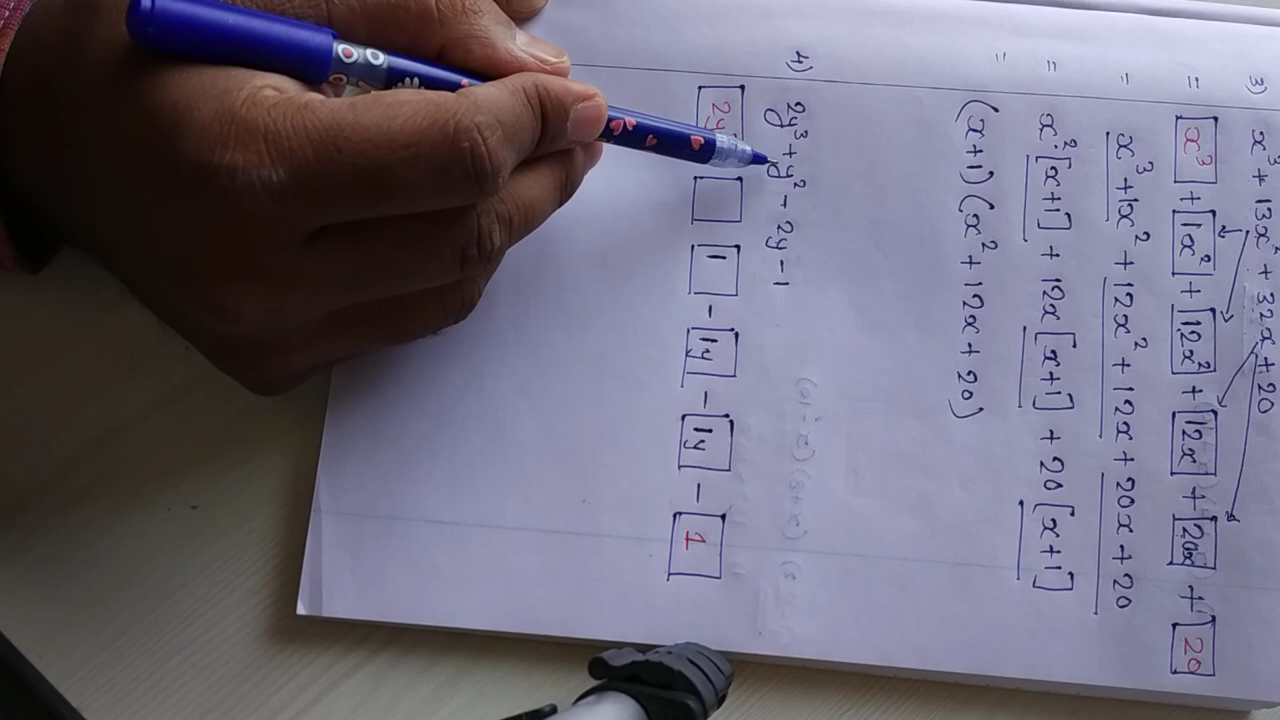 3) x³ + 13x² + 32x + 20
= x³ + 1x² + 12x² + 12x + 20x + 20
= x³ + 1x² + 12x² + 12x + 20x + 20
= x² [x+1] + 12x [x+1] + 20 [x+1]
= (x+1) (x² + 12x + 20)
4) 2y³ + y² - 2y - 1
1 - 1y - 1y - 1